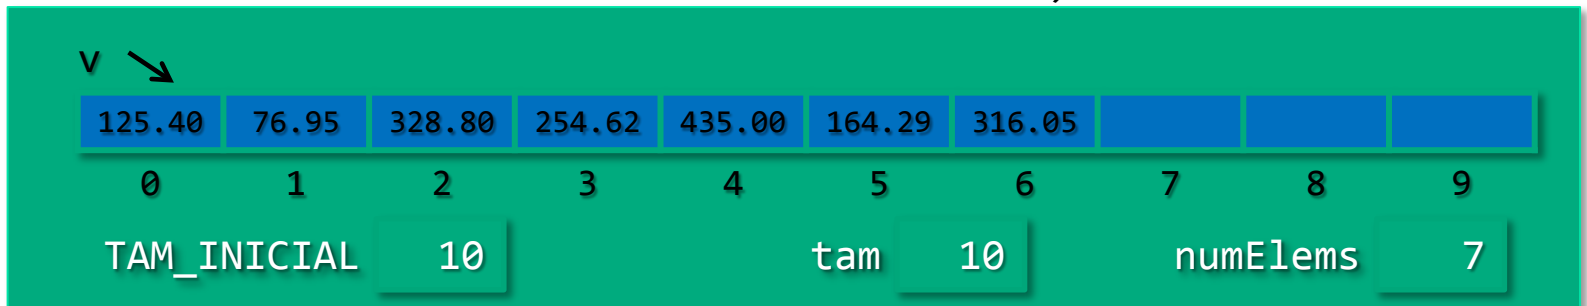 v
125.40 76.95 328.80 254.62 435.00 164.29 316.05
0 1 2 3 4 5 6 7 8 9
TAM_INICIAL 10 tam 10 numElems 7